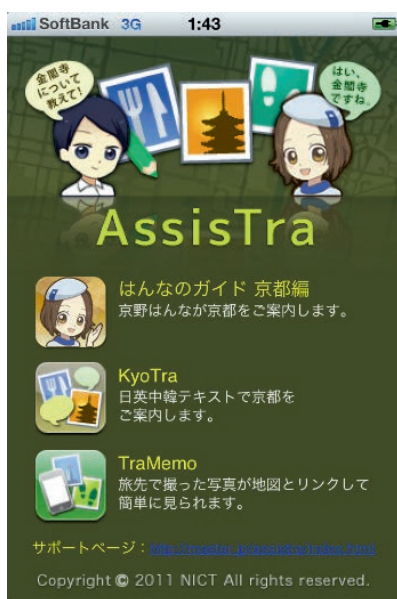 SoftBank 3G 1:43
金閣寺
について
教えて!
はい、
金閣寺
ですね。
AssisTra
はんなのガイド 京都編
京野はんなが京都をご案内します。
KyoTra
日英中韓テキストで京都を
ご案内します。
TraMemo
旅先で撮った写真が地図とリンクして
簡単に見られます。
サポートページ:
Copyright © 2011 NICT All rights reserved.